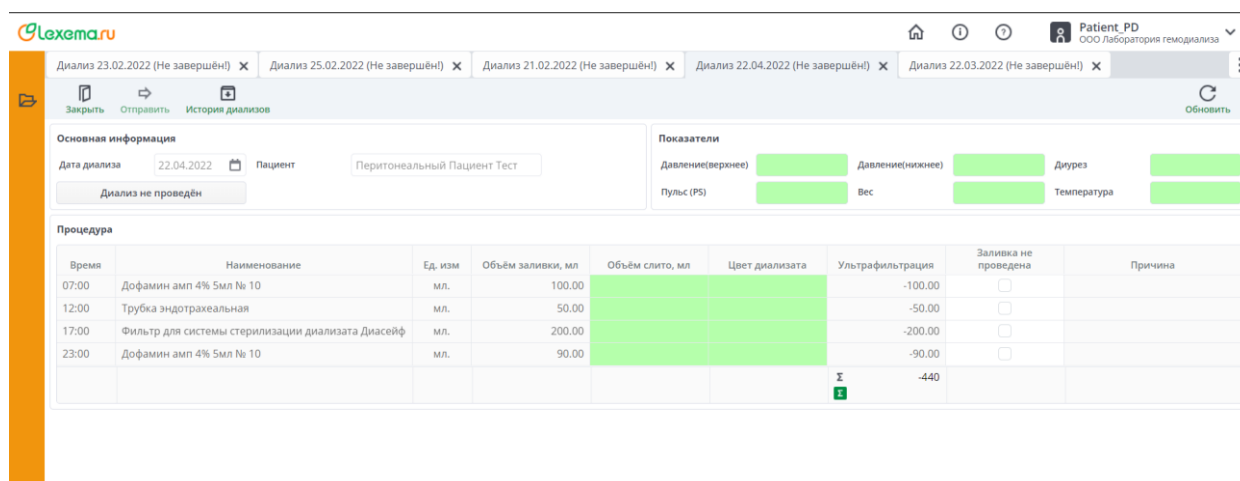 Lexema.ru
Patient_PD
ООО Лаборатория гемодиализа
Диализ 23.02.2022 (Не завершён!) Диализ 25.02.2022 (Не завершён!) Диализ 21.02.2022 (Не завершён!) Диализ 22.04.2022 (Не завершён!) Диализ 22.03.2022 (Не завершён!)
Закрыть Отправить История диализов Обновить
Основная информация Показатели
Дата диализа 22.04.2022 Пациент Перитонеальный Пациент Тест Давление(верхнее) Давление(нижнее) Диурез
Диализ не проведён Пульс (PS) Вес Температура
Процедура
Время Наименование Ед. изм Объём заливки, мл Объём слито, мл Цвет диализата Ультрафильтрация Заливка не проведена Причина
07:00 Дофамин амп 4% 5мл № 10 мл. 100.00 -100.00
12:00 Трубка эндотрахеальная мл. 50.00 -50.00
17:00 Фильтр для системы стерилизации диализата Диасейф мл. 200.00 -200.00
23:00 Дофамин амп 4% 5мл № 10 мл. 90.00 -90.00
Σ -440
Σ